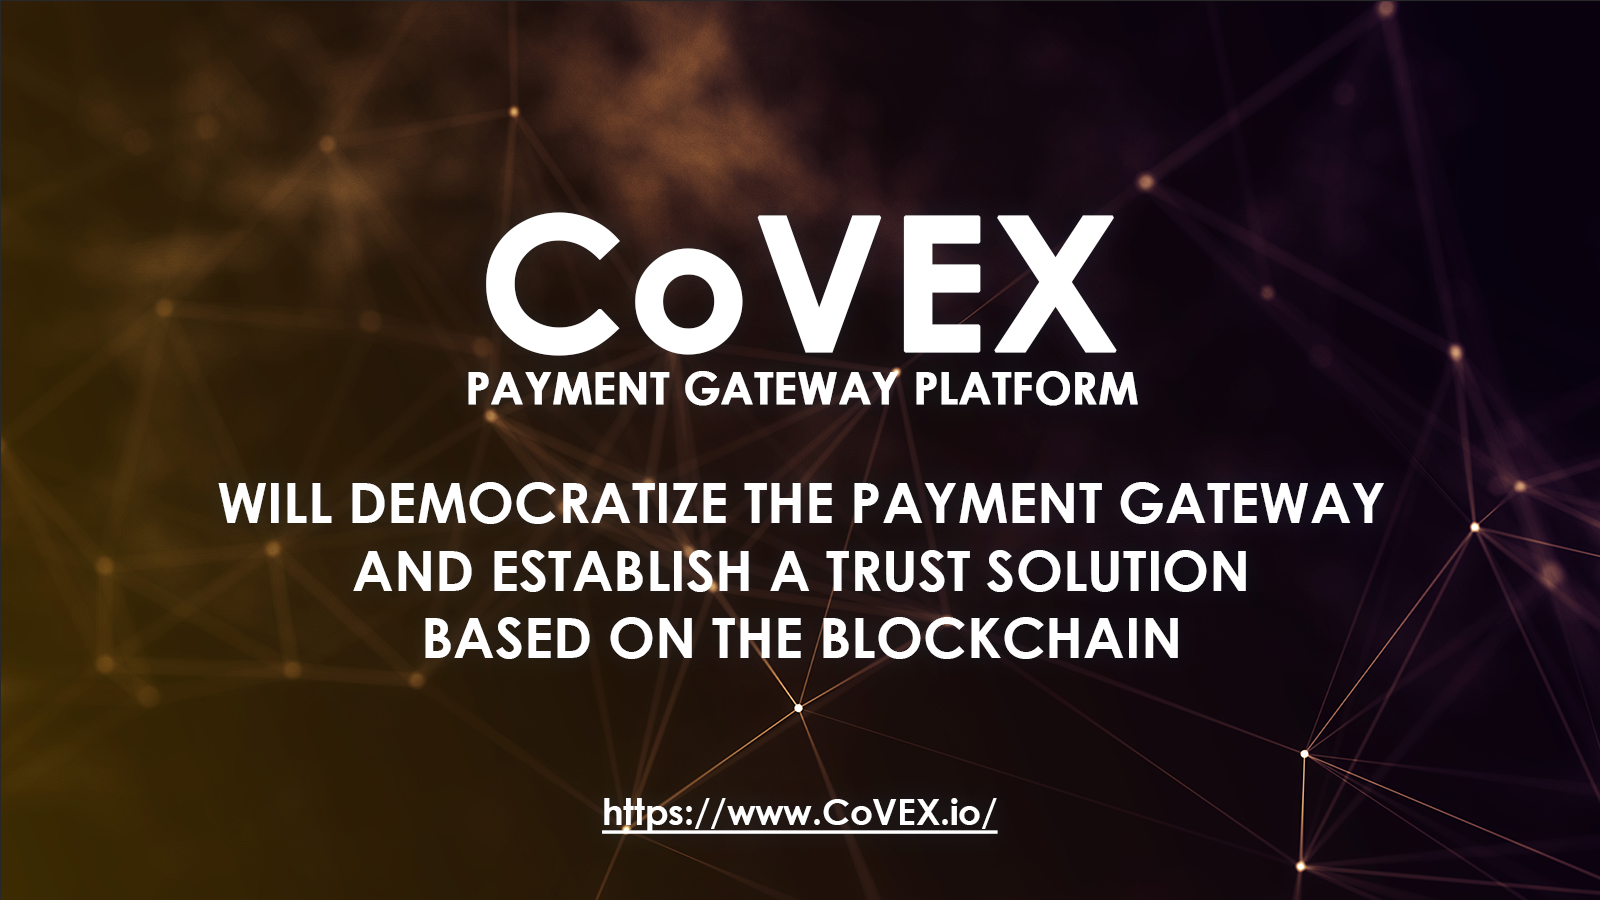 CoVEX
PAYMENT GATEWAY PLATFORM
WILL DEMOCRATIZE THE PAYMENT GATEWAY
AND ESTABLISH A TRUST SOLUTION
BASED ON THE BLOCKCHAIN
https://www.CoVEX.io/